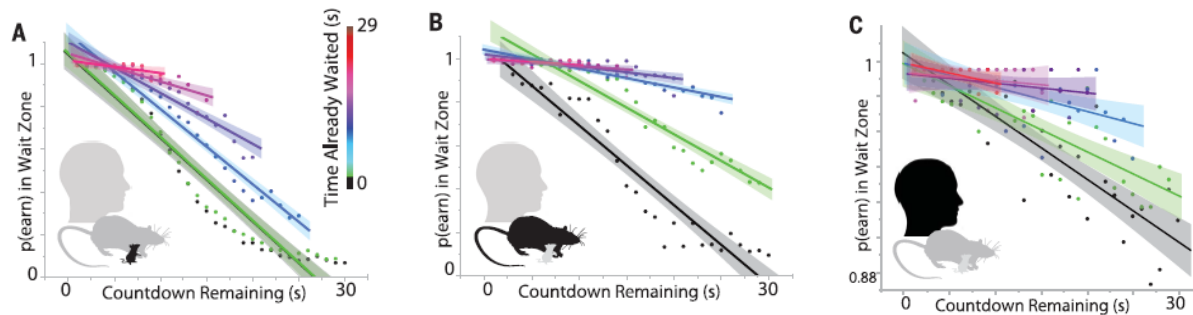 A
p(earn) in Wait Zone
1
0
0
30
Countdown Remaining (s)
Time Already Waited (s)
29
0
B
p(earn) in Wait Zone
1
0
0
30
Countdown Remaining (s)
C
p(earn) in Wait Zone
1
0.88
0
30
Countdown Remaining (s)